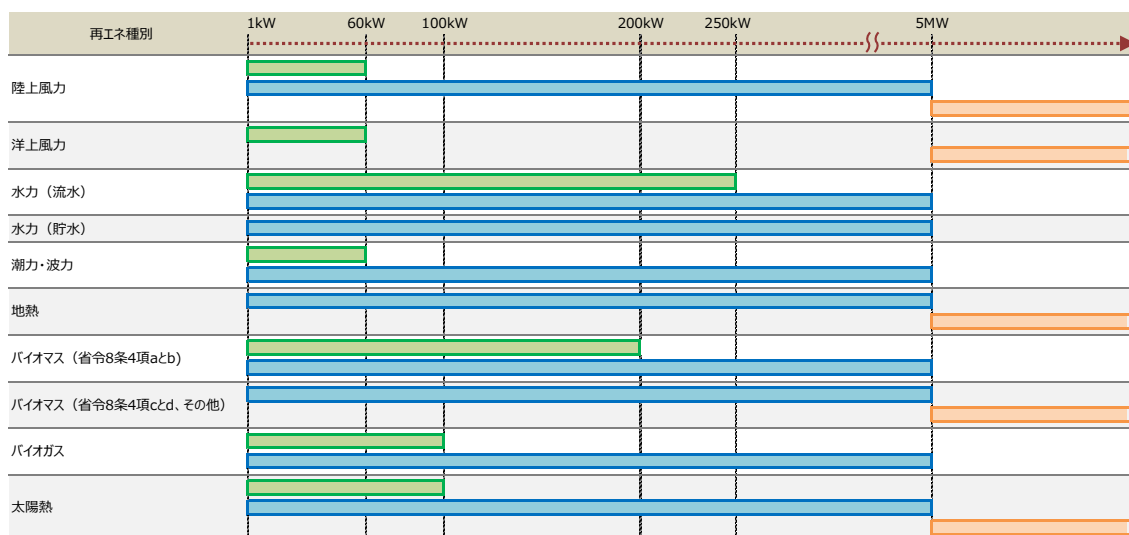 再エネ種別
1kW 60kW 100kW 200kW 250kW 5MW
陸上風力
洋上風力
水力（流水）
水力（貯水）
潮力・波力
地熱
バイオマス（省令8条4項aとb)
バイオマス（省令8条4項cとd、その他）
バイオガス
太陽熱